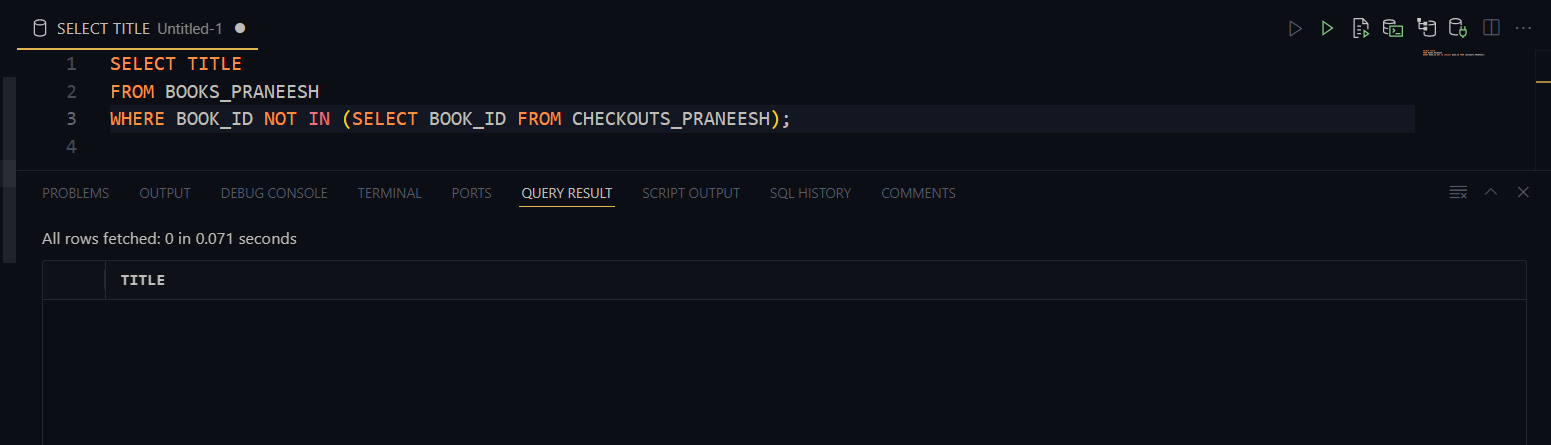 SELECT TITLE Untitled-1
1 SELECT TITLE
2 FROM BOOKS_PRANEESH
3 WHERE BOOK_ID NOT IN (SELECT BOOK_ID FROM CHECKOUTS_PRANEESH);
4
PROBLEMS OUTPUT DEBUG CONSOLE TERMINAL PORTS QUERY RESULT SCRIPT OUTPUT SQL HISTORY COMMENTS
All rows fetched: 0 in 0.071 seconds
TITLE